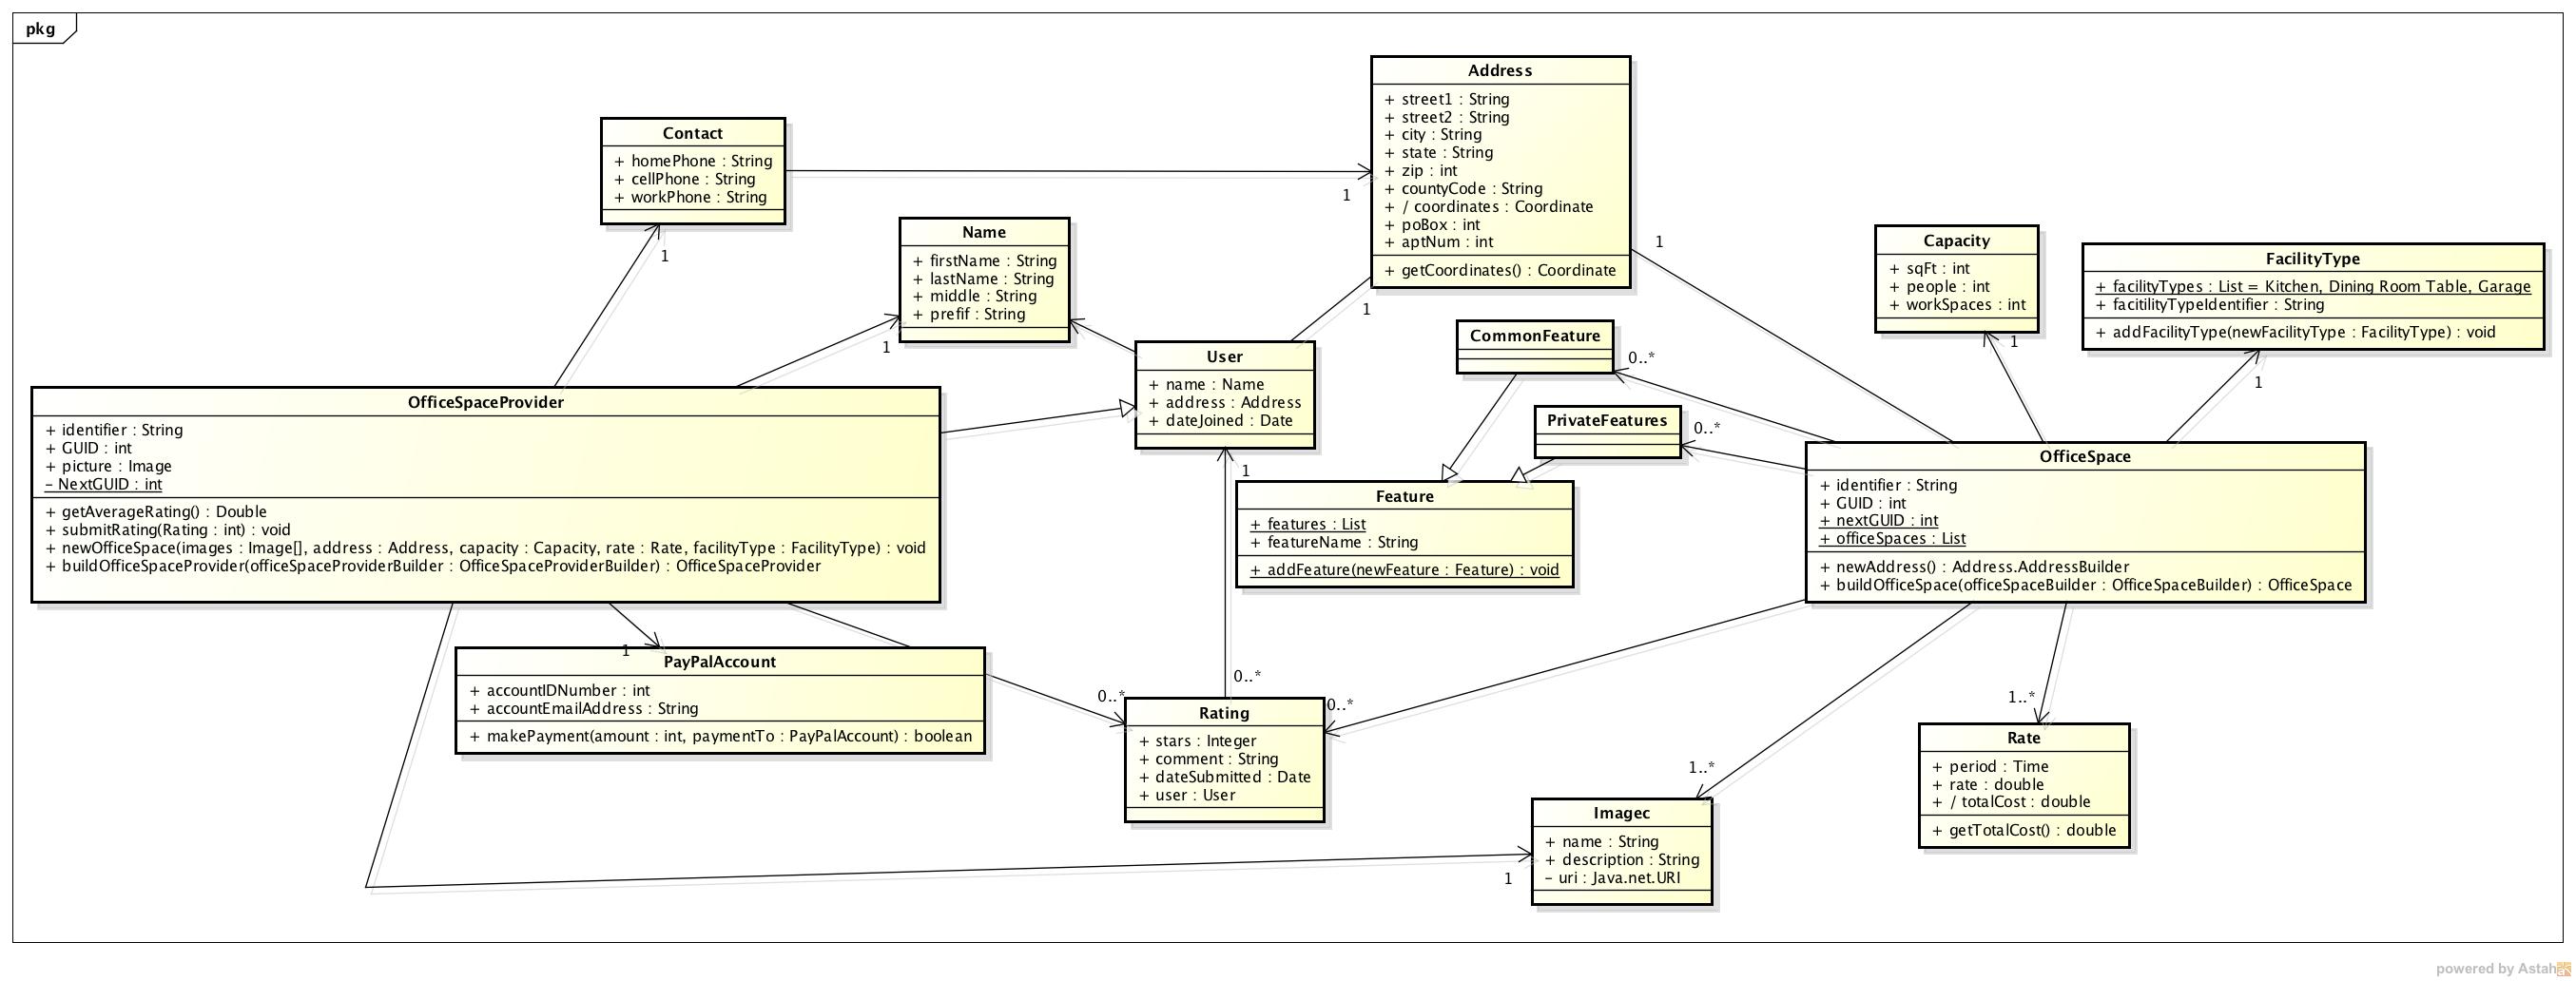 pkg
Address
+ street1 : String
+ street2 : String
+ city : String
+ state : String
+ zip : int
+ countyCode : String
+ / coordinates : Coordinate
+ poBox : int
+ aptNum : int
+ getCoordinates() : Coordinate
Contact
+ homePhone : String
+ cellPhone : String
+ workPhone : String
1
1
Name
+ firstName : String
+ lastName : String
+ middle : String
+ prefif : String
1
1
1
Capacity
+ sqFt : int
+ people : int
+ workSpaces : int
1
FacilityType
+ facilityTypes : List = Kitchen, Dining Room Table, Garage
+ facitilityTypeIdentifier : String
+ addFacilityType(newFacilityType : FacilityType) : void
1
User
+ name : Name
+ address : Address
+ dateJoined : Date
1
CommonFeature
0..*
PrivateFeatures
0..*
OfficeSpaceProvider
+ identifier : String
+ GUID : int
+ picture : Image
- NextGUID : int
+ getAverageRating() : Double
+ submitRating(Rating : int) : void
+ newOfficeSpace(images : Image[], address : Address, capacity : Capacity, rate : Rate, facilityType : FacilityType) : void
+ buildOfficeSpaceProvider(officeSpaceProviderBuilder : OfficeSpaceProviderBuilder) : OfficeSpaceProvider
Feature
+ features : List
+ featureName : String
+ addFeature(newFeature : Feature) : void
OfficeSpace
+ identifier : String
+ GUID : int
+ nextGUID : int
+ officeSpaces : List
+ newAddress() : Address.AddressBuilder
+ buildOfficeSpace(officeSpaceBuilder : OfficeSpaceBuilder) : OfficeSpace
1
PayPalAccount
+ accountIDNumber : int
+ accountEmailAddress : String
+ makePayment(amount : int, paymentTo : PayPalAccount) : boolean
0..*
0..*
0..*
Rating
+ stars : Integer
+ comment : String
+ dateSubmitted : Date
+ user : User
1..*
1..*
Rate
+ period : Time
+ rate : double
+ / totalCost : double
+ getTotalCost() : double
Imagec
+ name : String
+ description : String
- uri : Java.net.URI
1
powered by Astah